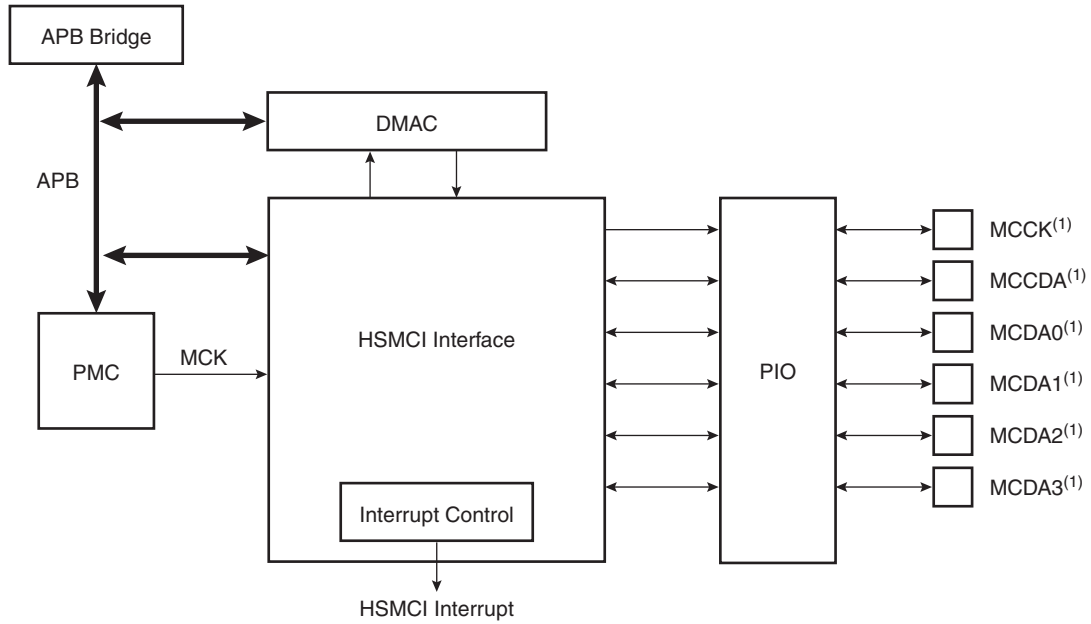 APB Bridge
DMAC
APB
MCCK(1)
MCCDA(1)
HSMCI Interface
MCDA0(1)
PMC
MCK
PIO
MCDA1(1)
MCDA2(1)
MCDA3(1)
Interrupt Control
HSMCI Interrupt